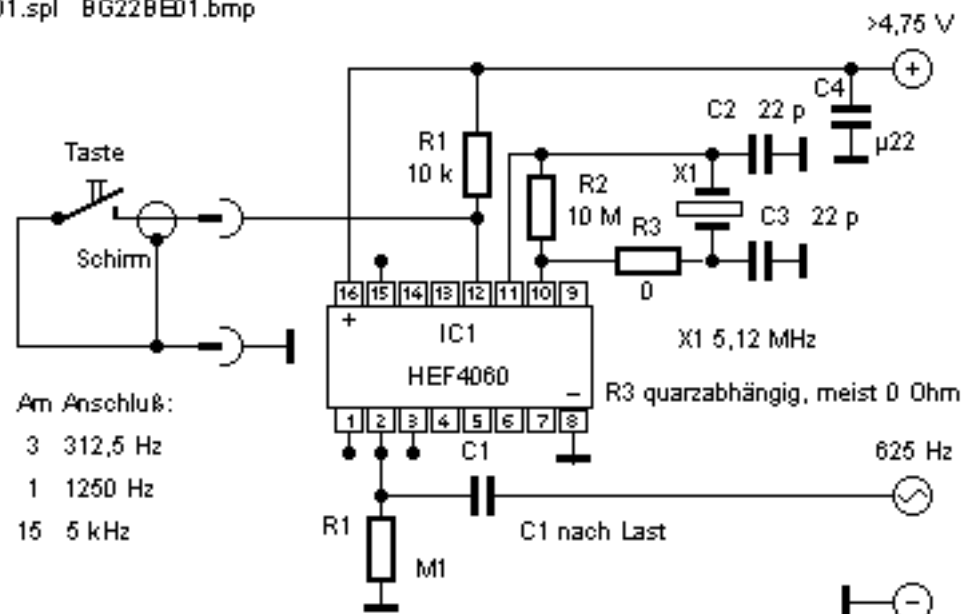 01.spl BG22BE01.bmp
>4,75 V
+
C4
µ22
C2 22 p
Taste
R1
10 k
X1
R2
10 M
R3
0
C3 22 p
Schirm
16 15 14 13 12 11 10 9
+
IC1
HEF4060
–
1 2 3 4 5 6 7 8
X1 5,12 MHz
R3 quarzabhängig, meist 0 Ohm
Am Anschluß:
3 312,5 Hz
1 1250 Hz
15 5 kHz
C1
625 Hz
R1
M1
C1 nach Last
–